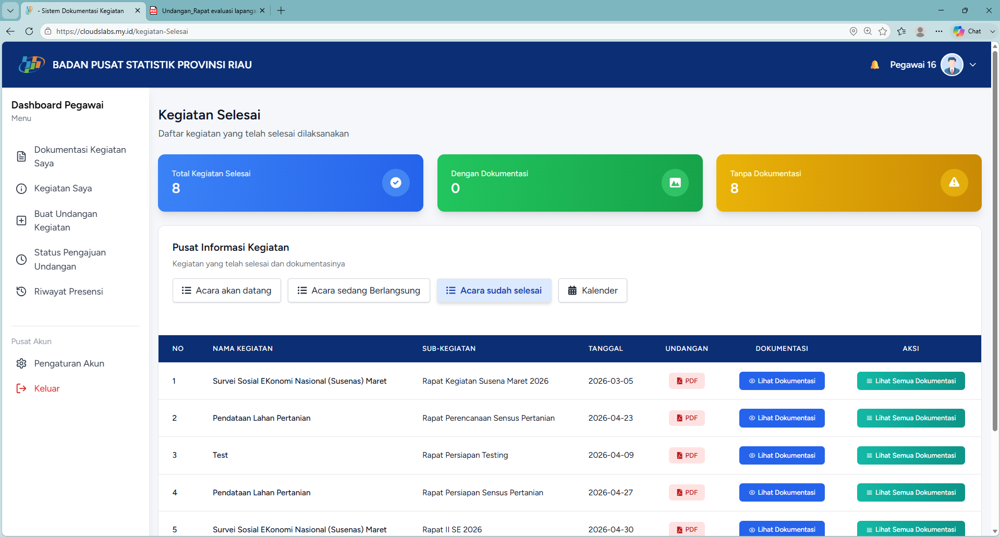 - Sistem Dokumentasi Kegiatan
Undangan_Rapat evaluasi lapanga
https://cloudslabs.my.id/kegiatan-Selesai
Chat
BADAN PUSAT STATISTIK PROVINSI RIAU
Pegawai 16
Dashboard Pegawai
Menu
Dokumentasi Kegiatan
Saya
Kegiatan Saya
Buat Undangan
Kegiatan
Status Pengajuan
Undangan
Riwayat Presensi
Pusat Akun
Pengaturan Akun
Keluar
Kegiatan Selesai
Daftar kegiatan yang telah selesai dilaksanakan
Total Kegiatan Selesai
8
Dengan Dokumentasi
0
Tanpa Dokumentasi
8
Pusat Informasi Kegiatan
Kegiatan yang telah selesai dan dokumentasinya
Acara akan datang
Acara sedang Berlangsung
Acara sudah selesai
Kalender
NO NAMA KEGIATAN SUB-KEGIATAN TANGGAL UNDANGAN DOKUMENTASI AKSI
1 Survei Sosial EKonomi Nasional (Susenas) Maret Rapat Kegiatan Susena Maret 2026 2026-03-05 PDF Lihat Dokumentasi Lihat Semua Dokumentasi
2 Pendataan Lahan Pertanian Rapat Perencanaan Sensus Pertanian 2026-04-23 PDF Lihat Dokumentasi Lihat Semua Dokumentasi
3 Test Rapat Persiapan Testing 2026-04-09 PDF Lihat Dokumentasi Lihat Semua Dokumentasi
4 Pendataan Lahan Pertanian Rapat Persiapan Sensus Pertanian 2026-04-27 PDF Lihat Dokumentasi Lihat Semua Dokumentasi
5 Survei Sosial EKonomi Nasional (Susenas) Maret Rapat II SE 2026 2026-04-30 PDF Lihat Dokumentasi Lihat Semua Dokumentasi